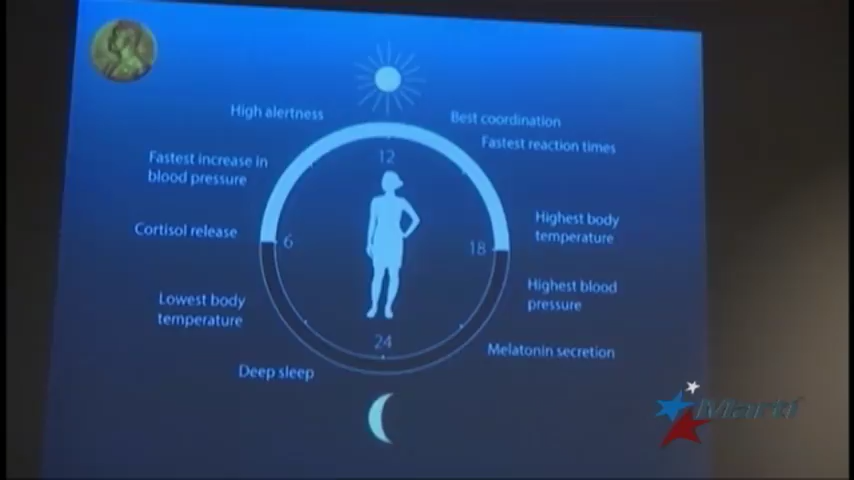 High alertness
Best coordination
Fastest reaction times
12
Fastest increase in
blood pressure
Highest body
temperature
Cortisol release
6
18
Highest blood
pressure
Lowest body
temperature
24
Melatonin secretion
Deep sleep
Martí